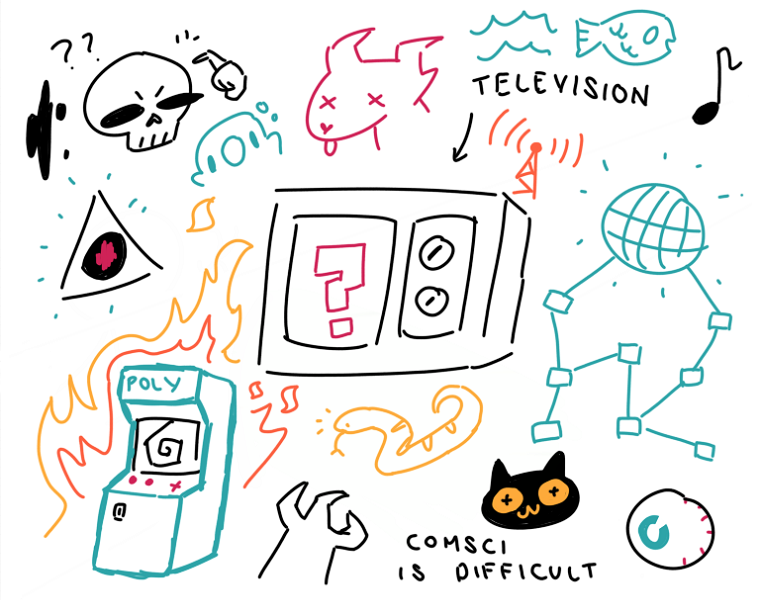 ? ?
TELEVISION
?
POLY
COMSCI
IS DIFFICULT